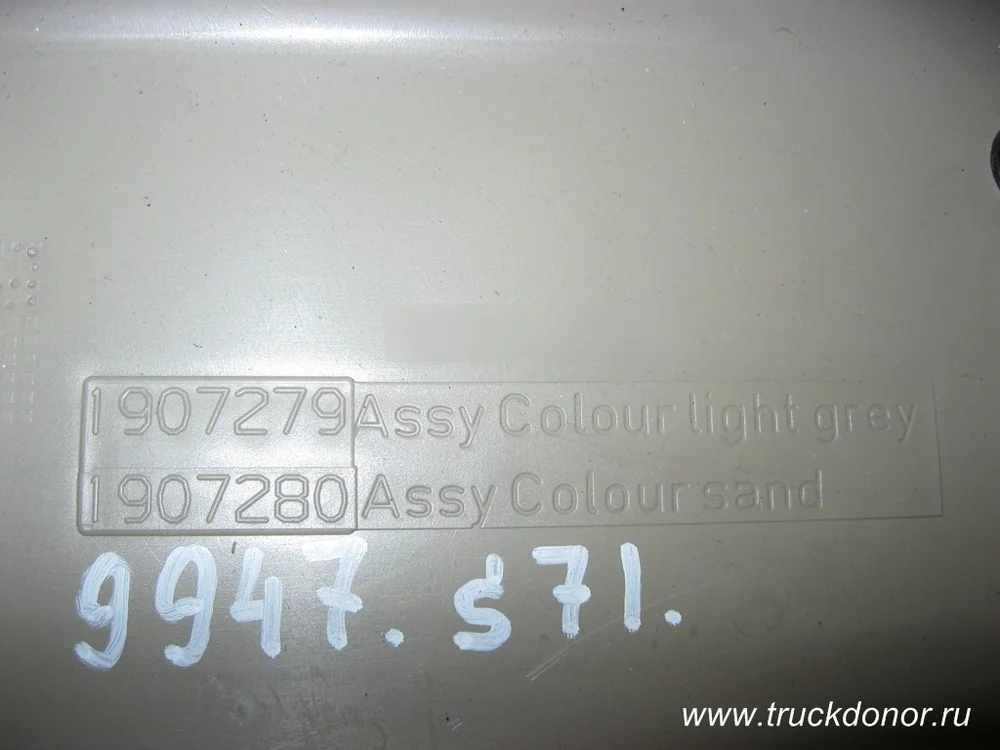 1907279 Assy Colour light grey
1907280 Assy Colour sand
9947. s71.
www.truckdonor.ru